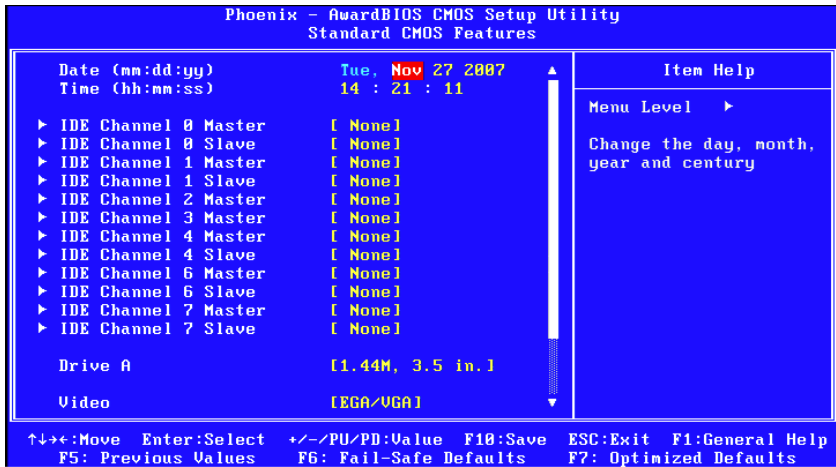 Phoenix - AwardBIOS CMOS Setup Utility
Standard CMOS Features
Date (mm:dd:yy) Tue, Nov 27 2007
Time (hh:mm:ss) 14 : 21 : 11
IDE Channel 0 Master [ None]
IDE Channel 0 Slave [ None]
IDE Channel 1 Master [ None]
IDE Channel 1 Slave [ None]
IDE Channel 2 Master [ None]
IDE Channel 3 Master [ None]
IDE Channel 4 Master [ None]
IDE Channel 4 Slave [ None]
IDE Channel 6 Master [ None]
IDE Channel 6 Slave [ None]
IDE Channel 7 Master [ None]
IDE Channel 7 Slave [ None]
Drive A [1.44M, 3.5 in.]
Video [EGA/VGA]
Item Help
Menu Level
Change the day, month,
year and century
↑↓→←:Move Enter:Select +/-/PU/PD:Value F10:Save ESC:Exit F1:General Help
F5: Previous Values F6: Fail-Safe Defaults F7: Optimized Defaults